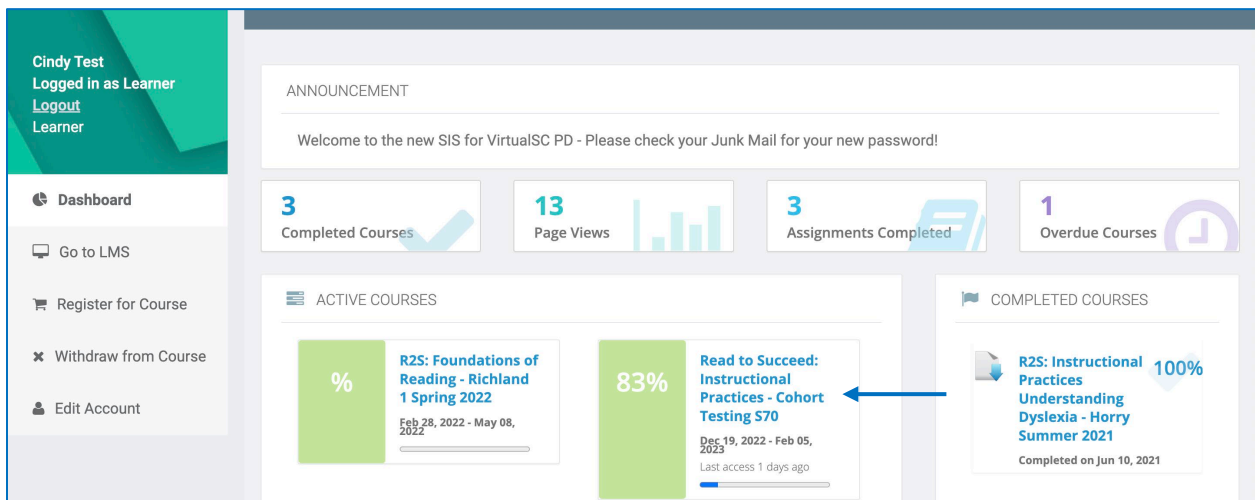 Cindy Test
Logged in as Learner
Logout
Learner
Dashboard
Go to LMS
Register for Course
Withdraw from Course
Edit Account
ANNOUNCEMENT
Welcome to the new SIS for VirtualSC PD - Please check your Junk Mail for your new password!
3
Completed Courses
13
Page Views
3
Assignments Completed
1
Overdue Courses
ACTIVE COURSES
%
R2S: Foundations of
Reading - Richland
1 Spring 2022
Feb 28, 2022 - May 08,
2022
83%
Read to Succeed:
Instructional
Practices - Cohort
Testing S70
Dec 19, 2022 - Feb 05,
2023
Last access 1 days ago
COMPLETED COURSES
R2S: Instructional
Practices
Understanding
Dyslexia - Horry
Summer 2021
100%
Completed on Jun 10, 2021